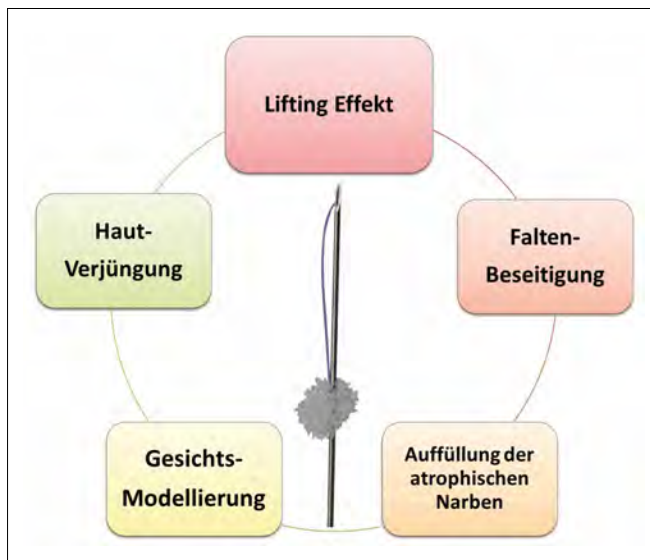 Lifting Effekt
Haut-
Verjüngung
Falten-
Beseitigung
Gesichts-
Modellierung
Auffüllung der
atrophischen
Narben